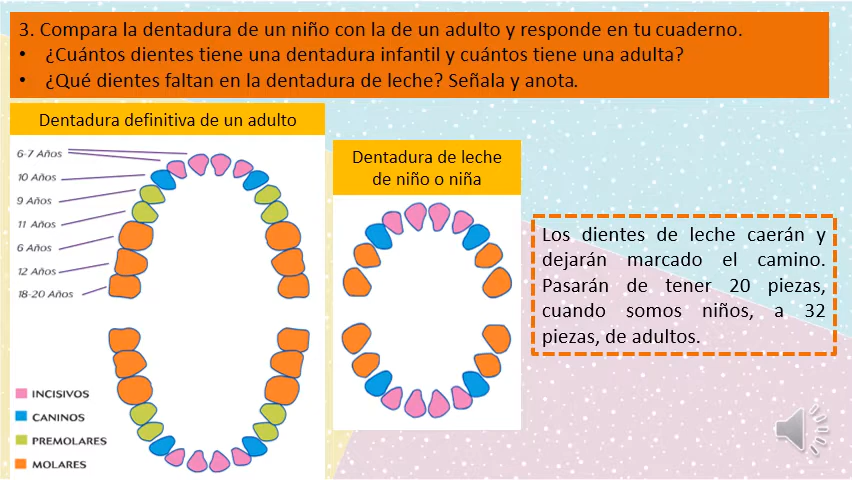 3. Compara la dentadura de un niño con la de un adulto y responde en tu cuaderno.
• ¿Cuántos dientes tiene una dentadura infantil y cuántos tiene una adulta?
• ¿Qué dientes faltan en la dentadura de leche? Señala y anota.
Dentadura definitiva de un adulto
6-7 Años
10 Años
9 Años
11 Años
6 Años
12 Años
18-20 Años
INCISIVOS
CANINOS
PREMOLARES
MOLARES
Dentadura de leche
de niño o niña
Los dientes de leche caerán y
dejarán marcado el camino.
Pasarán de tener 20 piezas,
cuando somos niños, a 32
piezas, de adultos.